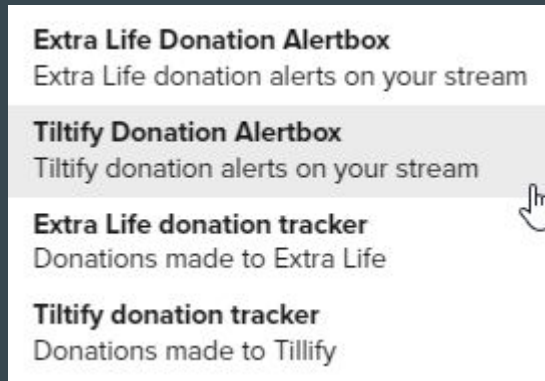 Extra Life Donation Alertbox
Extra Life donation alerts on your stream
Tiltify Donation Alertbox
Tiltify donation alerts on your stream
Extra Life donation tracker
Donations made to Extra Life
Tiltify donation tracker
Donations made to Tillify